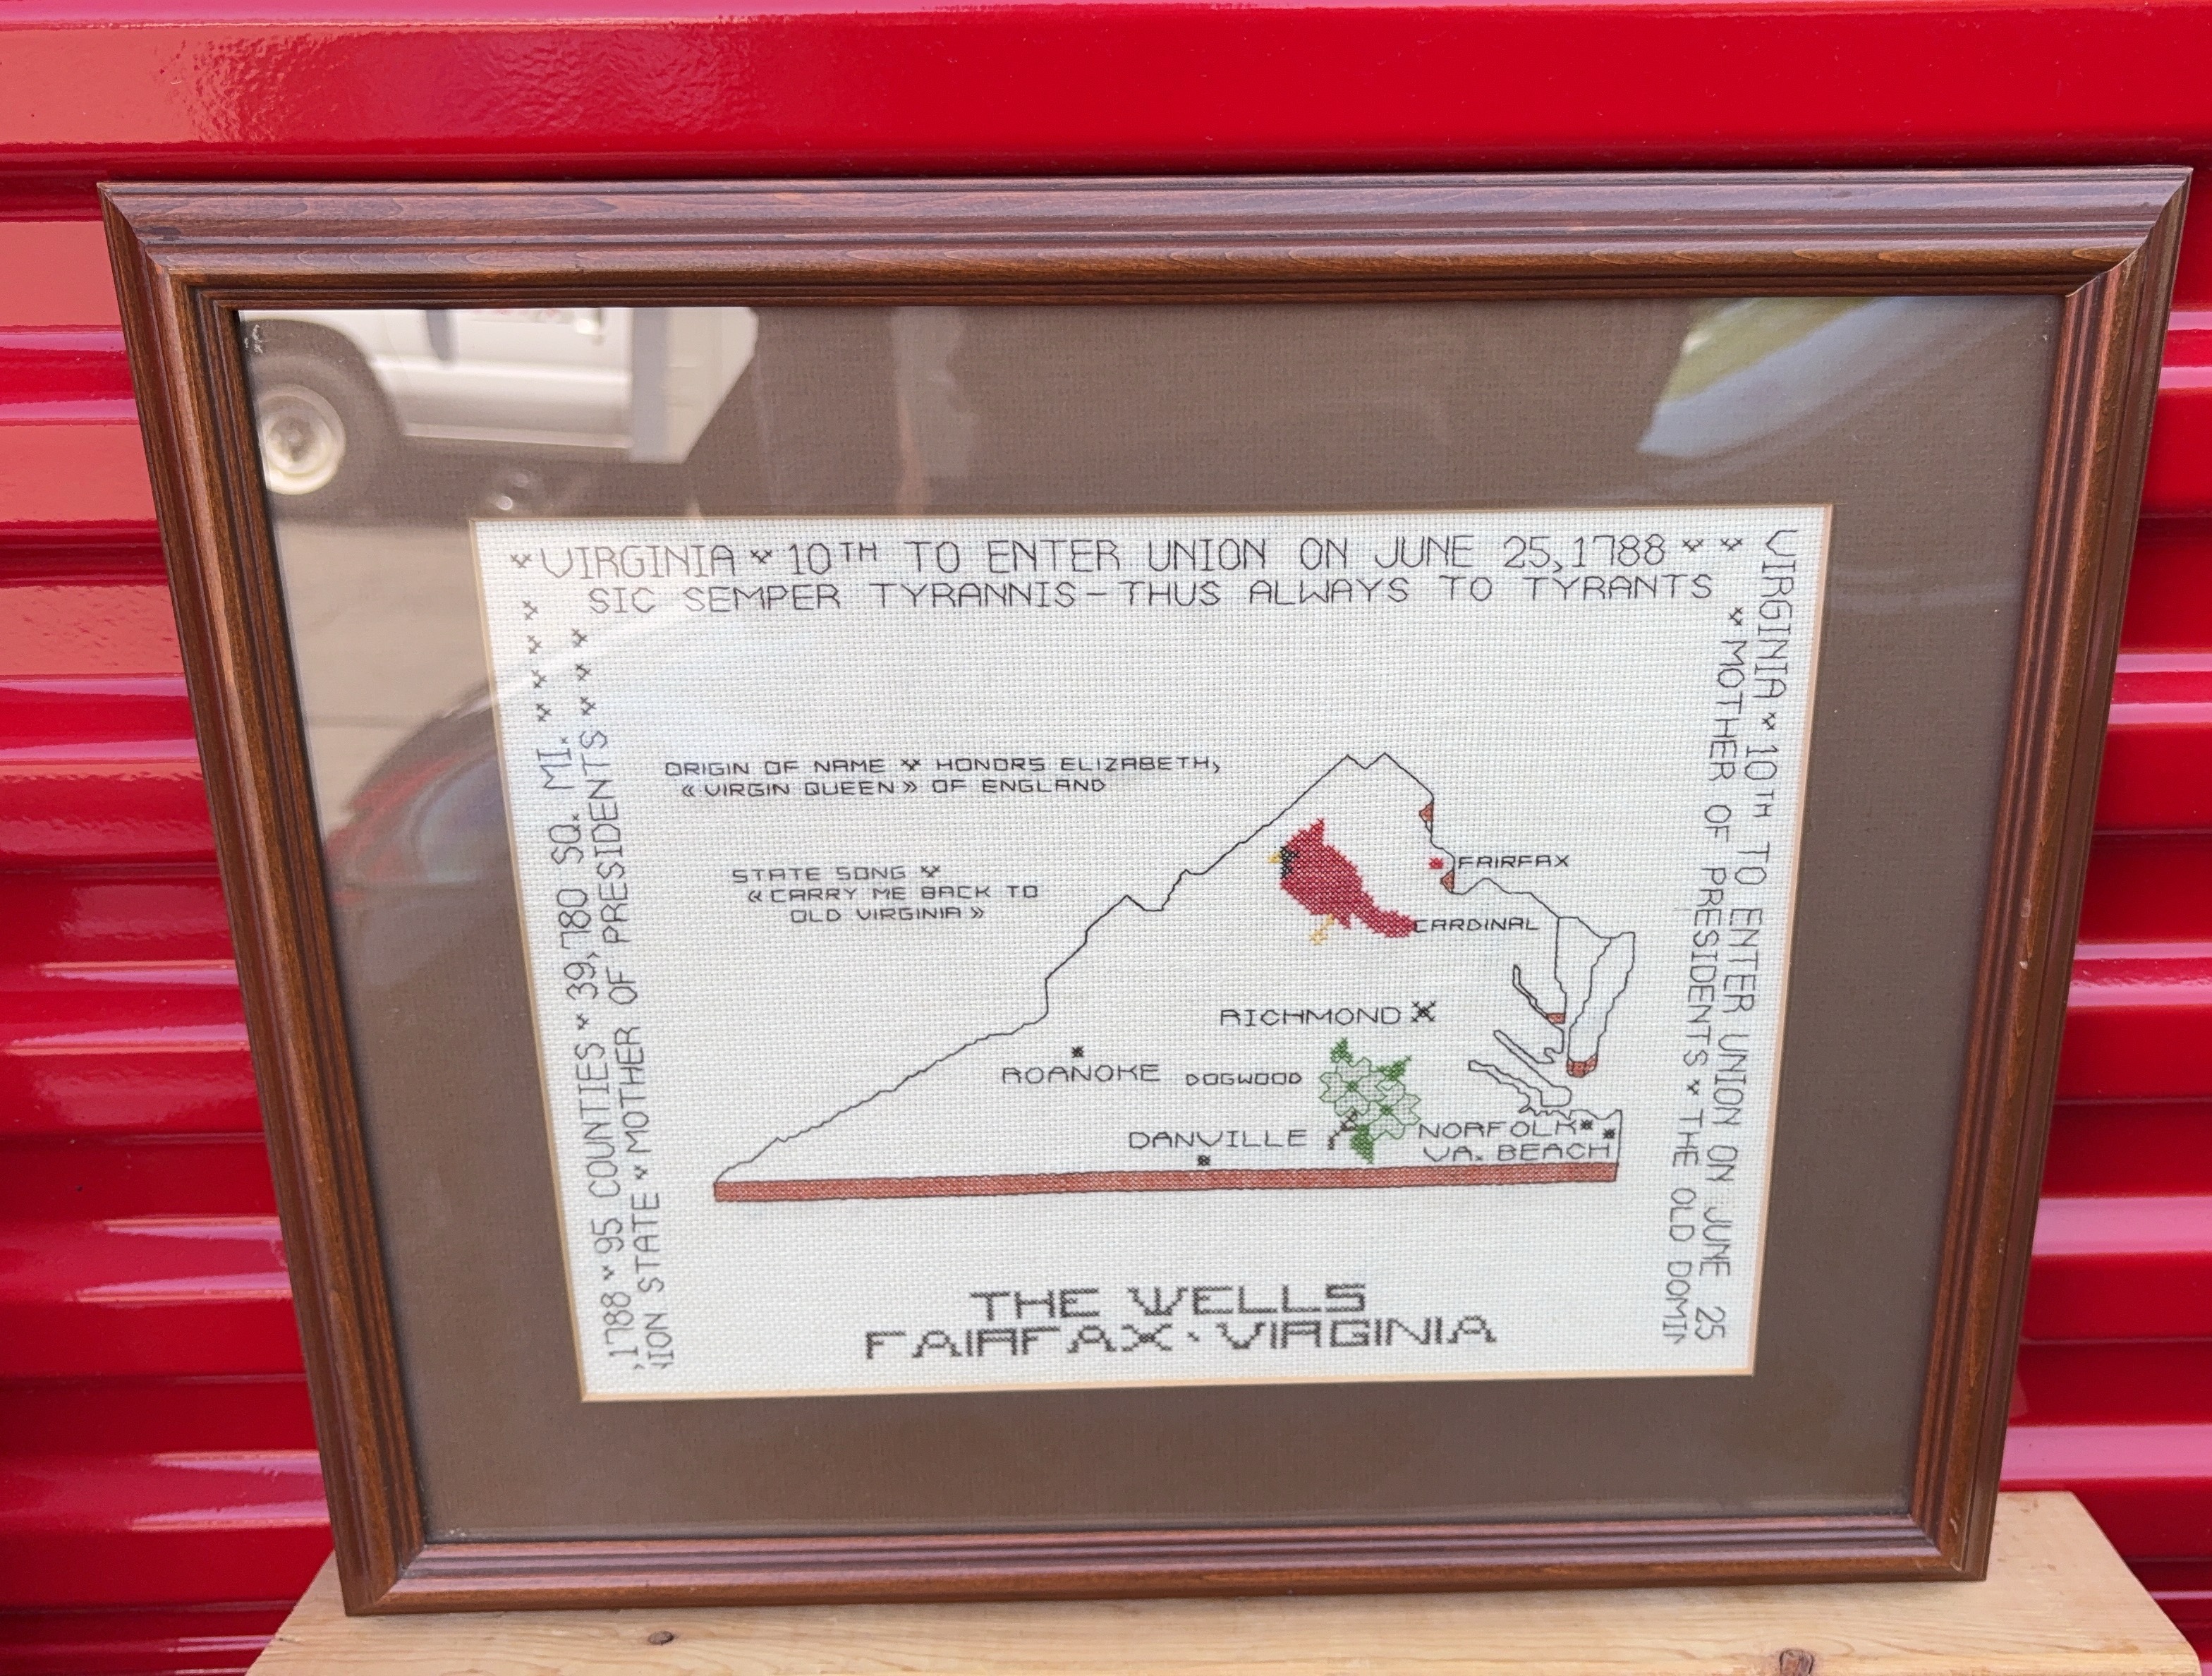 VIRGINIA 10TH TO ENTER UNION ON JUNE 25,1788
SIC SEMPER TYRANNIS - THUS ALWAYS TO TYRANTS
VIRGINIA 10TH TO ENTER UNION ON JUNE 25
MOTHER OF PRESIDENTS THE OLD DOMIN
,1788 95 COUNTIES 39,780 SQ. MI.
ION STATE MOTHER OF PRESIDENTS
ORIGIN OF NAME HONORS ELIZABETH,
« VIRGIN QUEEN » OF ENGLAND
STATE SONG
« CARRY ME BACK TO
OLD VIRGINIA »
FAIRFAX
CARDINAL
RICHMOND
ROANOKE
DOGWOOD
DANVILLE
NORFOLK
VA. BEACH
THE WELLS
FAIRFAX · VIRGINIA